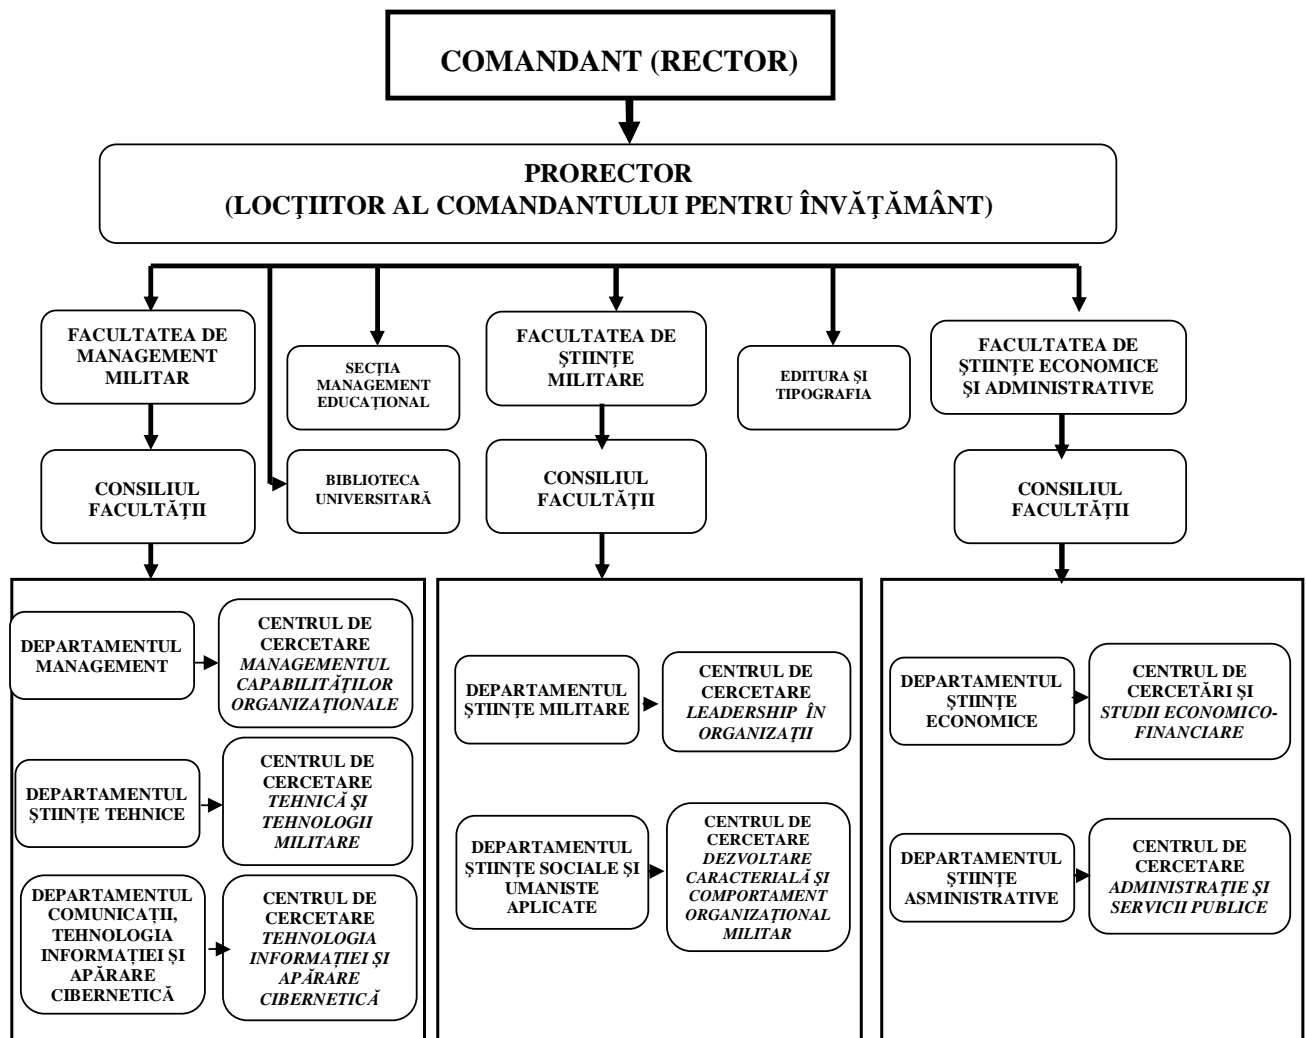 COMANDANT (RECTOR)
PRORECTOR
(LOCŢIITOR AL COMANDANTULUI PENTRU ÎNVĂŢĂMÂNT)
FACULTATEA DE
MANAGEMENT
MILITAR
SECŢIA
MANAGEMENT
EDUCAŢIONAL
FACULTATEA DE
ŞTIINŢE
MILITARE
EDITURA ŞI
TIPOGRAFIA
FACULTATEA DE
ŞTIINŢE ECONOMICE
ŞI ADMINISTRATIVE
CONSILIUL
FACULTĂŢII
BIBLIOTECA
UNIVERSITARĂ
CONSILIUL
FACULTĂŢII
CONSILIUL
FACULTĂŢII
DEPARTAMENTUL
MANAGEMENT
CENTRUL DE
CERCETARE
MANAGEMENTUL
CAPABILITĂŢILOR
ORGANIZAŢIONALE
DEPARTAMENTUL
ŞTIINŢE TEHNICE
CENTRUL DE
CERCETARE
TEHNICĂ ŞI
TEHNOLOGII
MILITARE
DEPARTAMENTUL
COMUNICAȚII,
TEHNOLOGIA
INFORMAȚIEI ȘI
APĂRARE
CIBERNETICĂ
CENTRUL DE
CERCETARE
TEHNOLOGIA
INFORMAȚIEI ȘI
APĂRARE
CIBERNETICĂ
DEPARTAMENTUL
ŞTIINŢE MILITARE
CENTRUL DE
CERCETARE
LEADERSHIP ÎN
ORGANIZAŢII
DEPARTAMENTUL
ŞTIINŢE SOCIALE ŞI
UMANISTE
APLICATE
CENTRUL DE
CERCETARE
DEZVOLTARE
CARACTERIALĂ ŞI
COMPORTAMENT
ORGANIZAŢIONAL
MILITAR
DEPARTAMENTUL
ŞTIINŢE
ECONOMICE
CENTRUL DE
CERCETĂRI ŞI
STUDII ECONOMICO-
FINANCIARE
DEPARTAMENTUL
ŞTIINŢE
ASMINISTRATIVE
CENTRUL DE
CERCETARE
ADMINISTRAŢIE ŞI
SERVICII PUBLICE